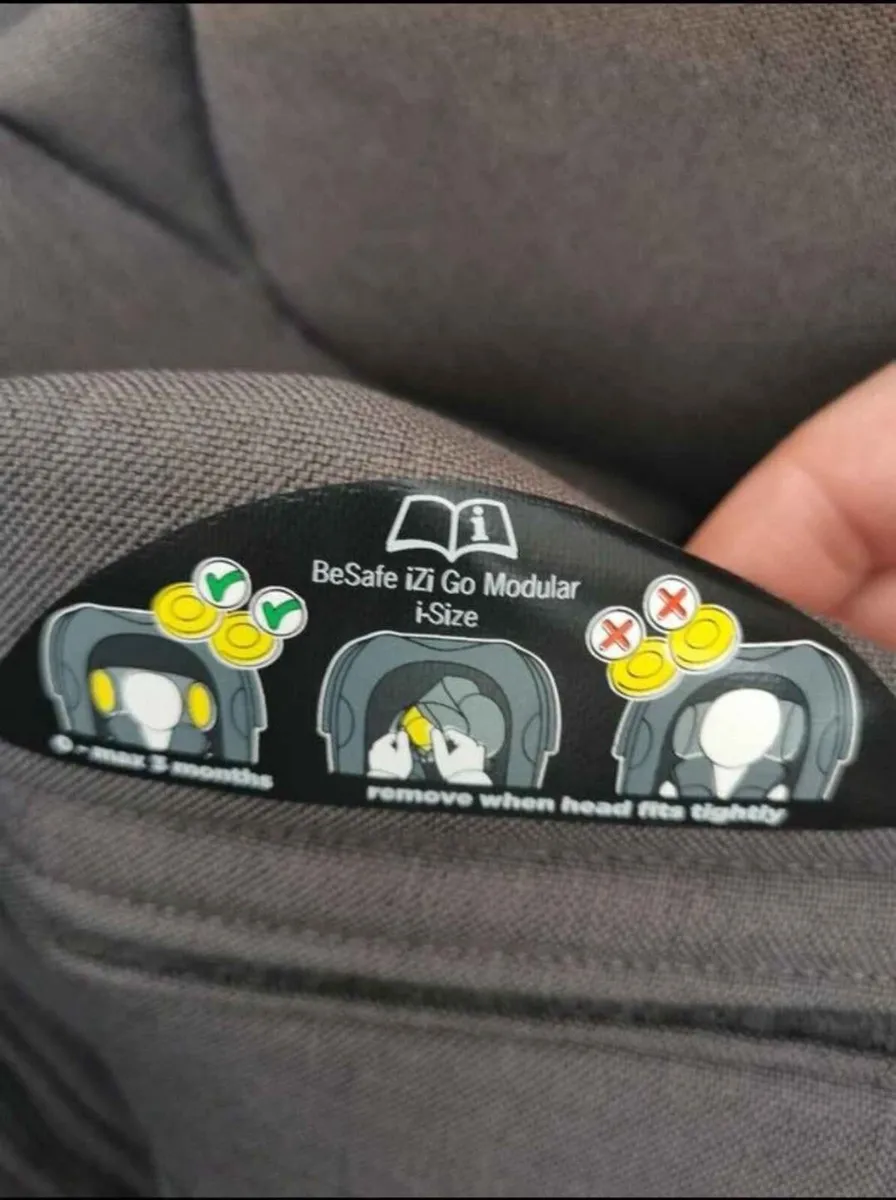 i
BeSafe iZi Go Modular
i-Size
0 - max 3 months
remove when head fits tightly